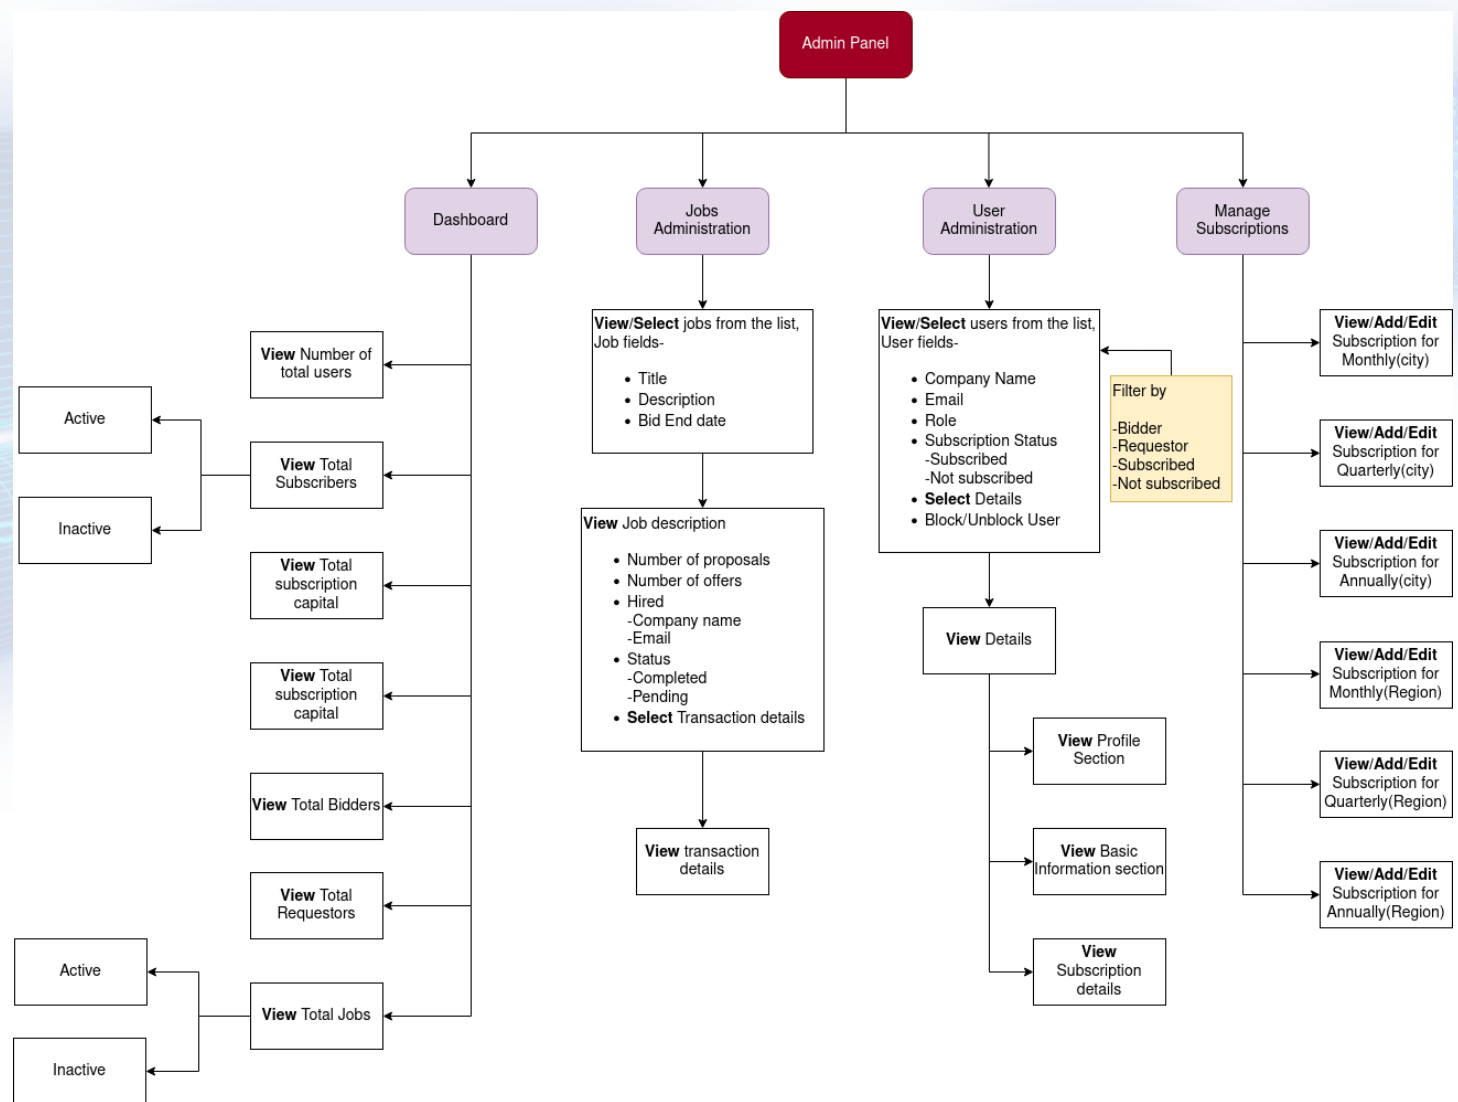 Admin Panel
Dashboard
Jobs
Administration
User
Administration
Manage
Subscriptions
View Number of
total users
View Total
Subscribers
Active
Inactive
View Total
subscription
capital
View Total
subscription
capital
View Total Bidders
View Total
Requestors
View Total Jobs
Active
Inactive
View/Select jobs from the list,
Job fields-
• Title
• Description
• Bid End date
View Job description
• Number of proposals
• Number of offers
• Hired
-Company name
-Email
• Status
-Completed
-Pending
• Select Transaction details
View transaction
details
View/Select users from the list,
User fields-
• Company Name
• Email
• Role
• Subscription Status
-Subscribed
-Not subscribed
• Select Details
• Block/Unblock User
Filter by
-Bidder
-Requestor
-Subscribed
-Not subscribed
View Details
View Profile
Section
View Basic
Information section
View
Subscription
details
View/Add/Edit
Subscription for
Monthly(city)
View/Add/Edit
Subscription for
Quarterly(city)
View/Add/Edit
Subscription for
Annually(city)
View/Add/Edit
Subscription for
Monthly(Region)
View/Add/Edit
Subscription for
Quarterly(Region)
View/Add/Edit
Subscription for
Annually(Region)